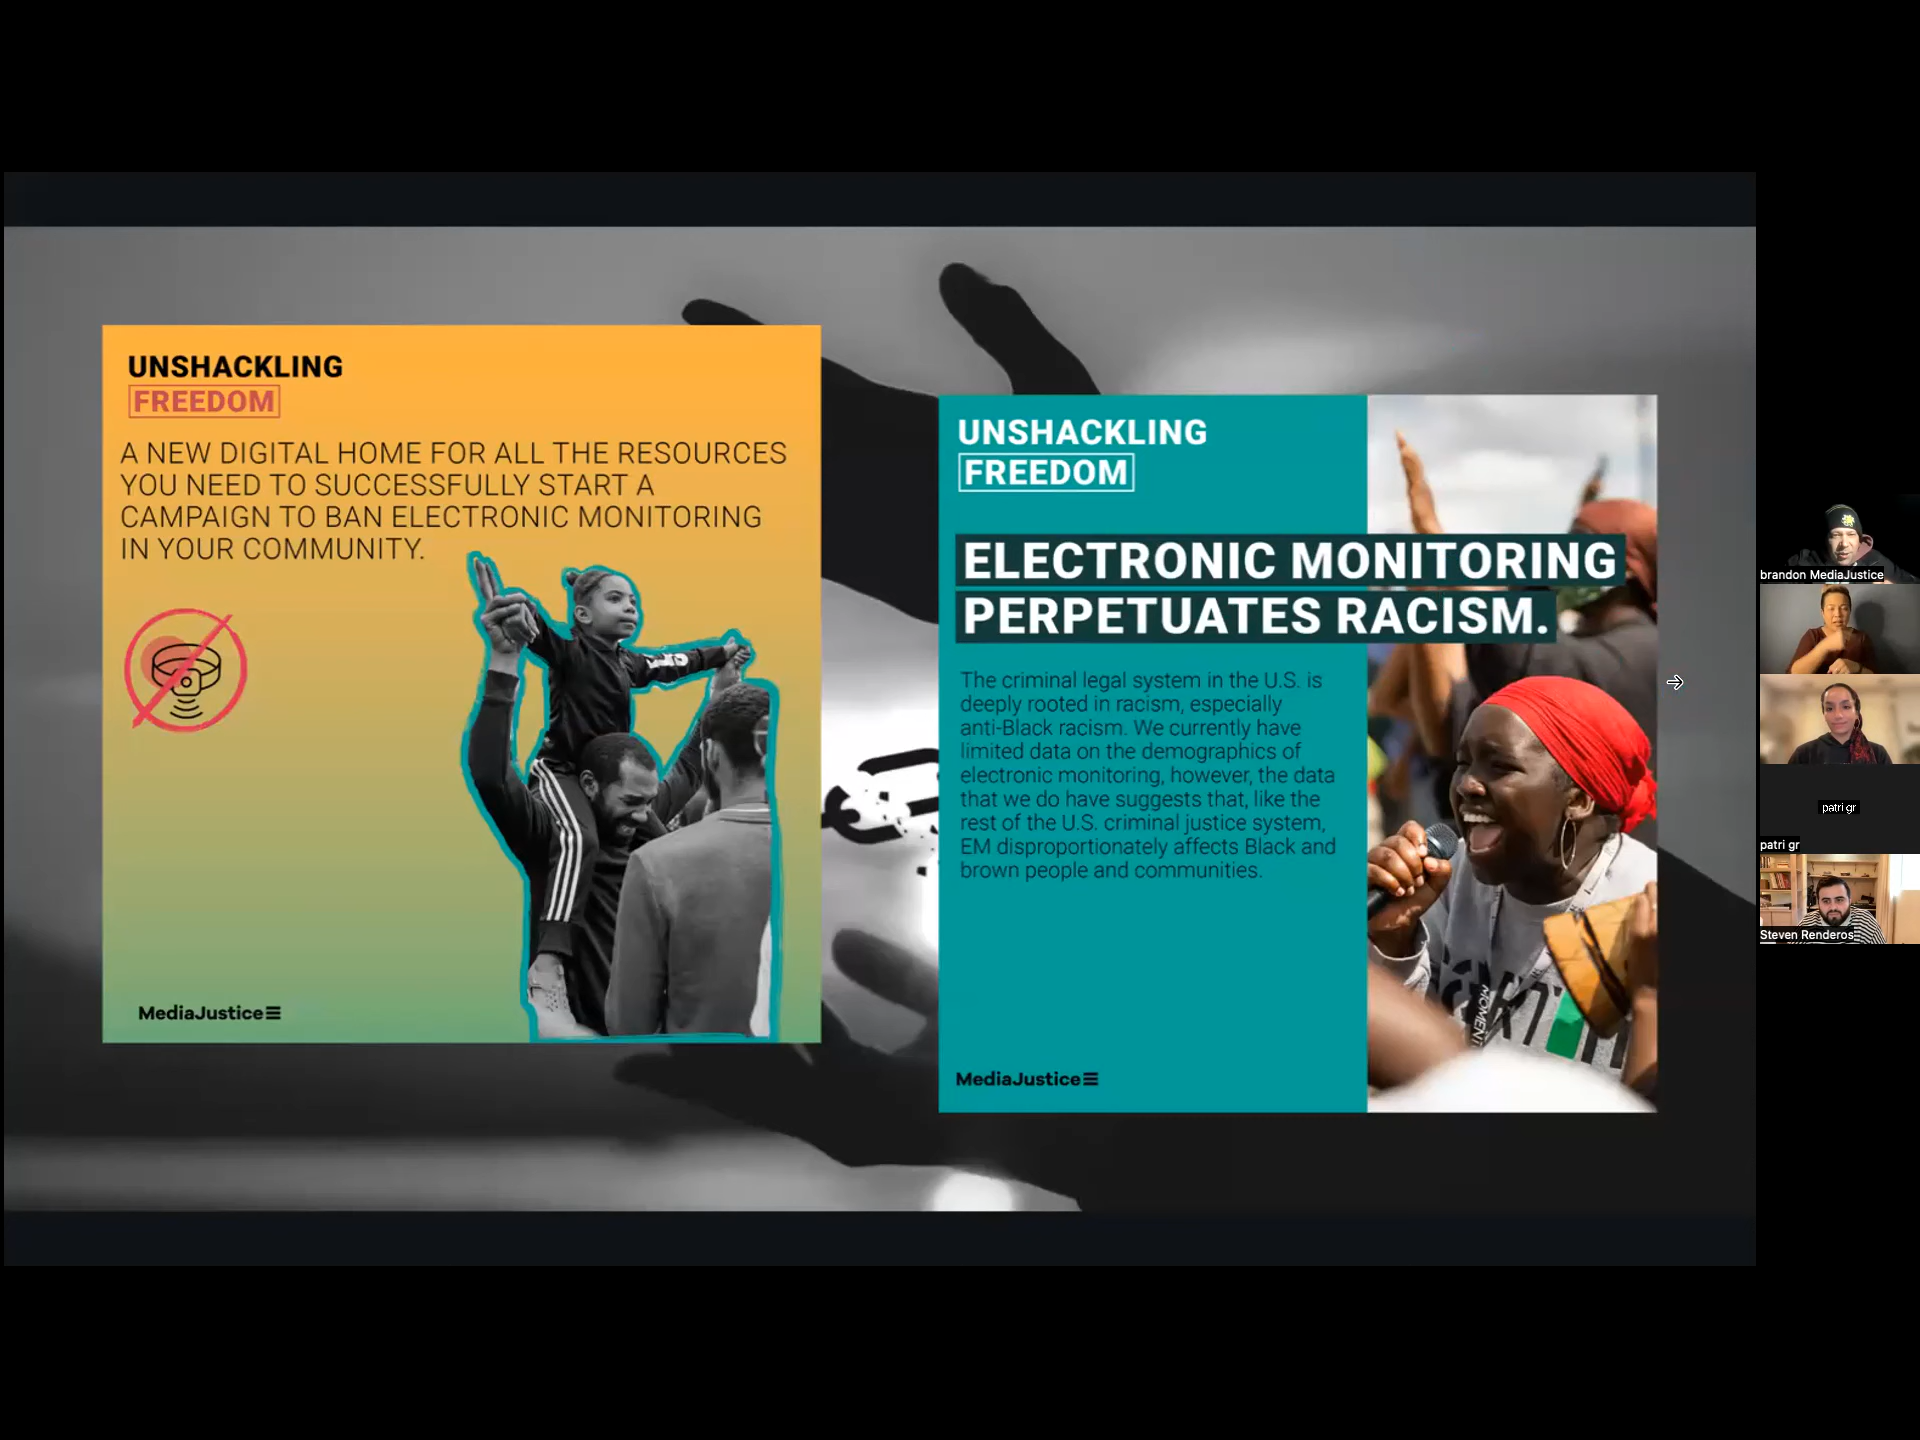 UNSHACKLING
FREEDOM
A NEW DIGITAL HOME FOR ALL THE RESOURCES
YOU NEED TO SUCCESSFULLY START A
CAMPAIGN TO BAN ELECTRONIC MONITORING
IN YOUR COMMUNITY.
MediaJustice
UNSHACKLING
FREEDOM
ELECTRONIC MONITORING
PERPETUATES RACISM.
The criminal legal system in the U.S. is
deeply rooted in racism, especially
anti-Black racism. We currently have
limited data on the demographics of
electronic monitoring, however, the data
that we do have suggests that, like the
rest of the U.S. criminal justice system,
EM disproportionately affects Black and
brown people and communities.
MediaJustice
brandon MediaJustice
patri gr
patri gr
Steven Renderos